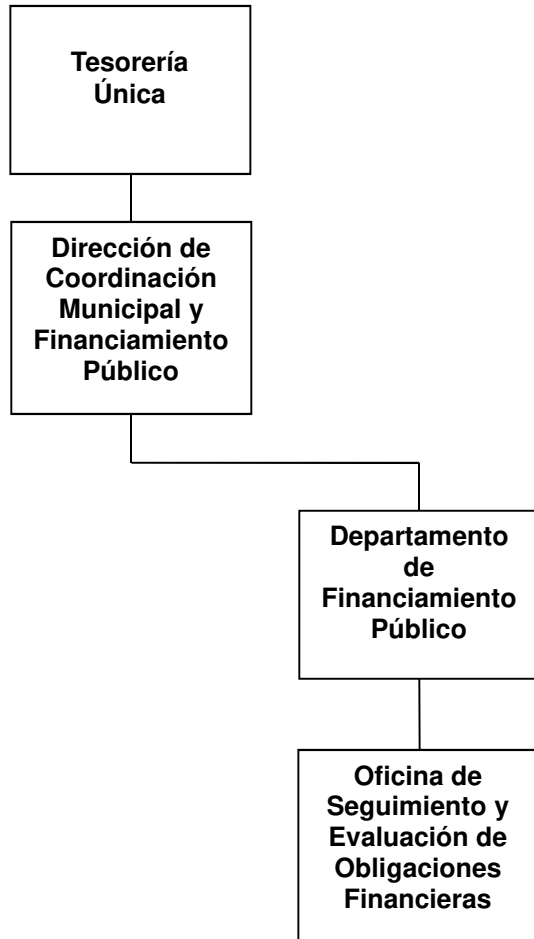 Tesorería
Única
Dirección de
Coordinación
Municipal y
Financiamiento
Público
Departamento
de
Financiamiento
Público
Oficina de
Seguimiento y
Evaluación de
Obligaciones
Financieras